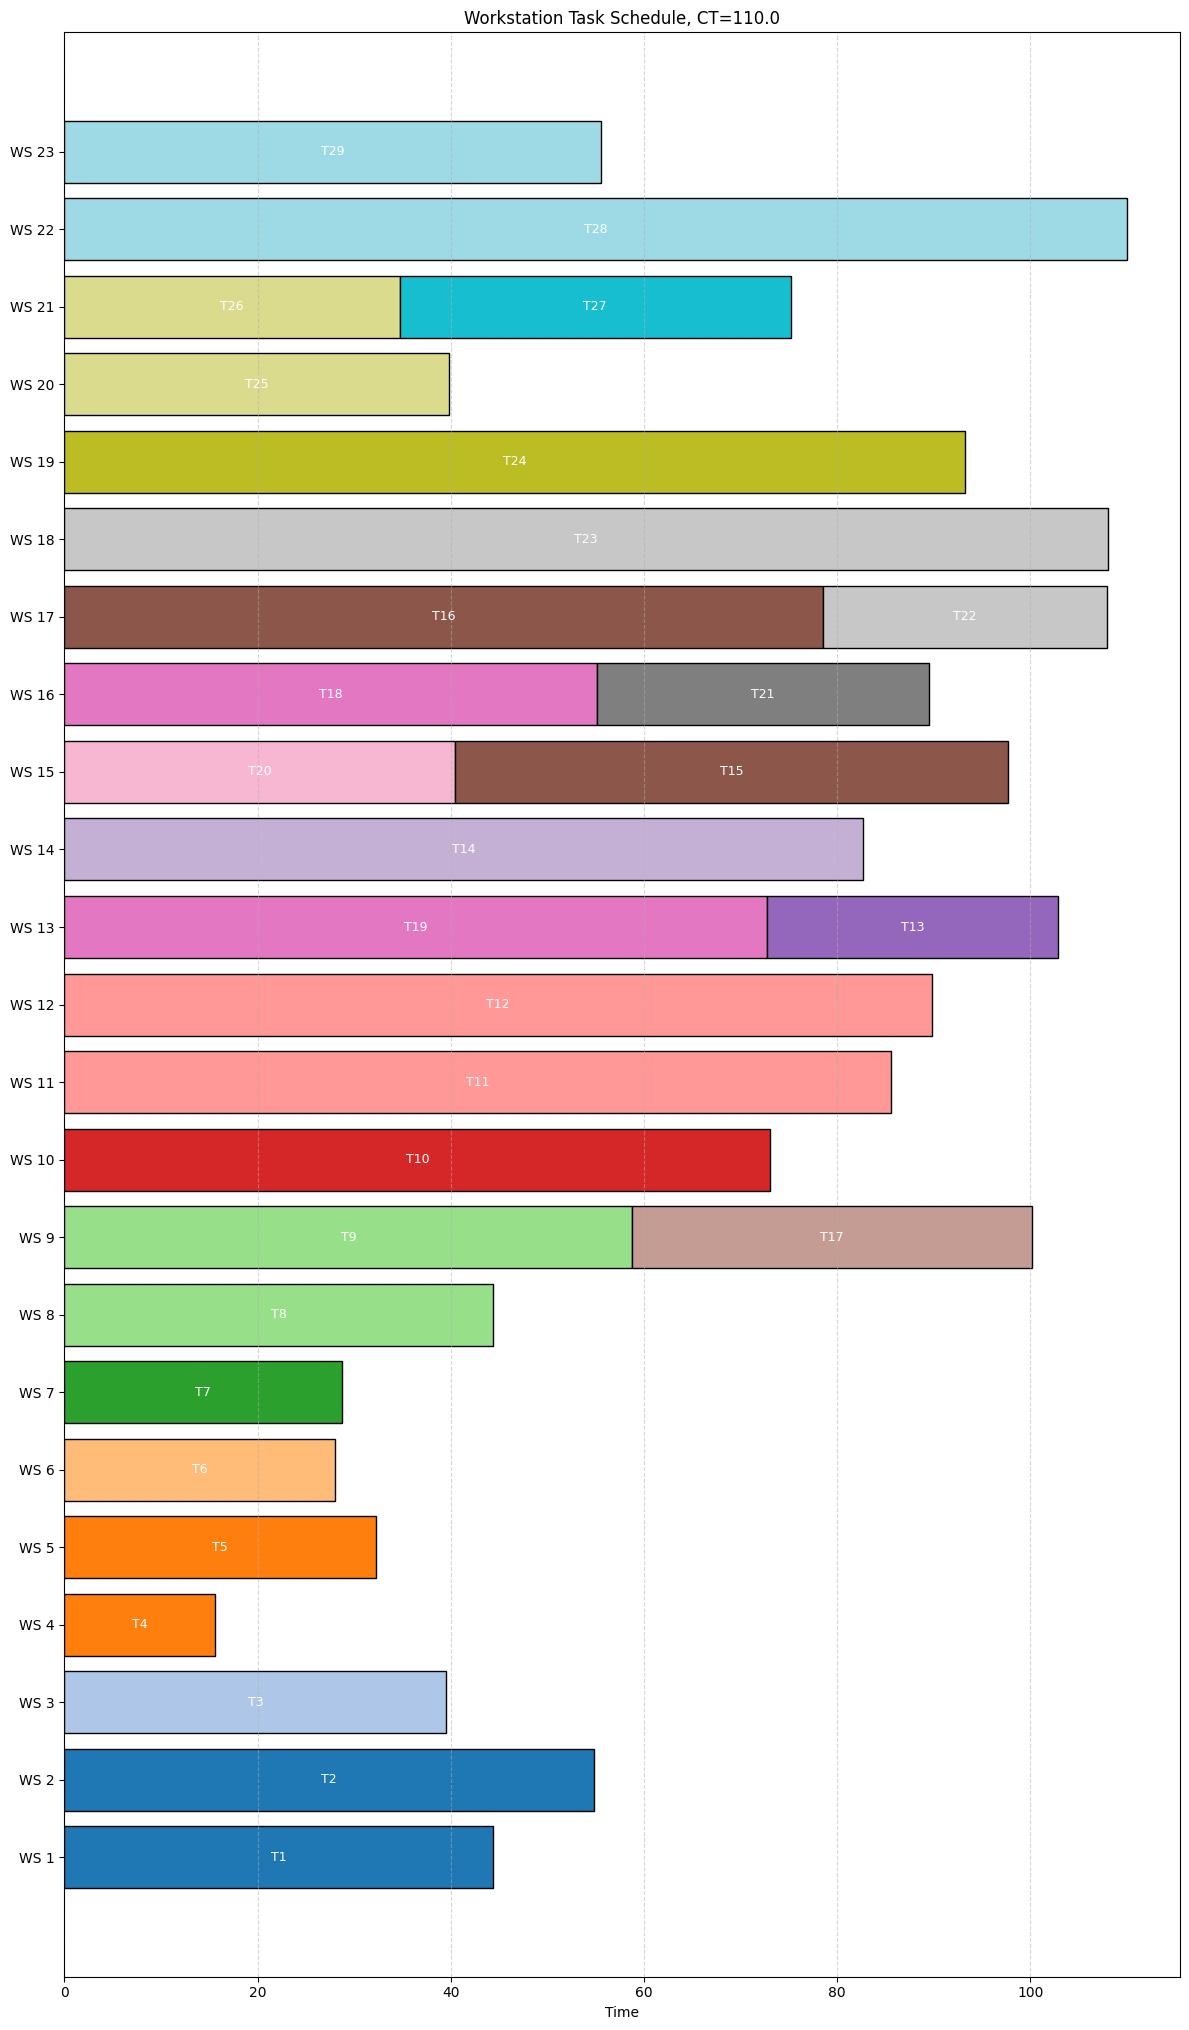 Workstation Task Schedule, CT=110.0
WS 23 T29
WS 22 T28
WS 21 T26 T27
WS 20 T25
WS 19 T24
WS 18 T23
WS 17 T16 T22
WS 16 T18 T21
WS 15 T20 T15
WS 14 T14
WS 13 T19 T13
WS 12 T12
WS 11 T11
WS 10 T10
WS 9 T9 T17
WS 8 T8
WS 7 T7
WS 6 T6
WS 5 T5
WS 4 T4
WS 3 T3
WS 2 T2
WS 1 T1
0 20 40 60 80 100
Time